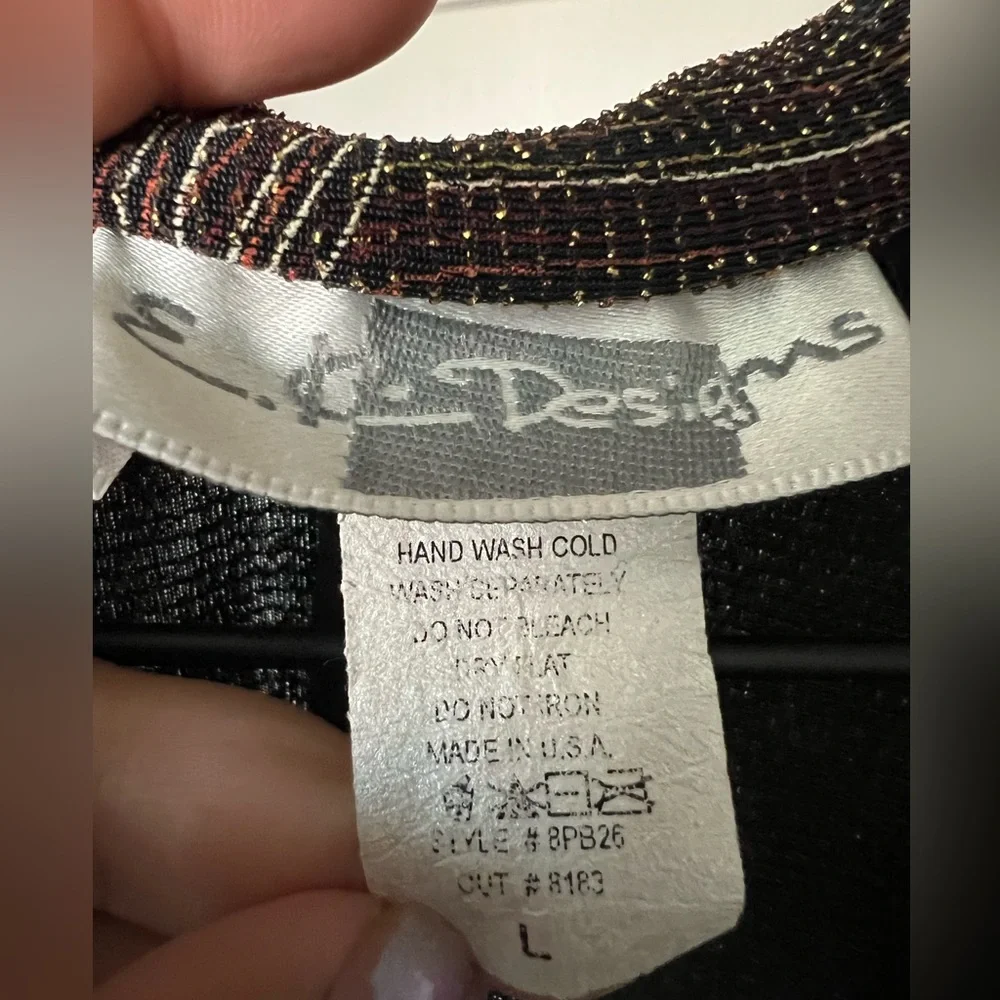 Designs
HAND WASH COLD
WASH SEPARATELY
DO NOT BLEACH
DRY FLAT
DO NOT IRON
MADE IN U.S.A.
STYLE # 8PB26
CUT # 8183
L